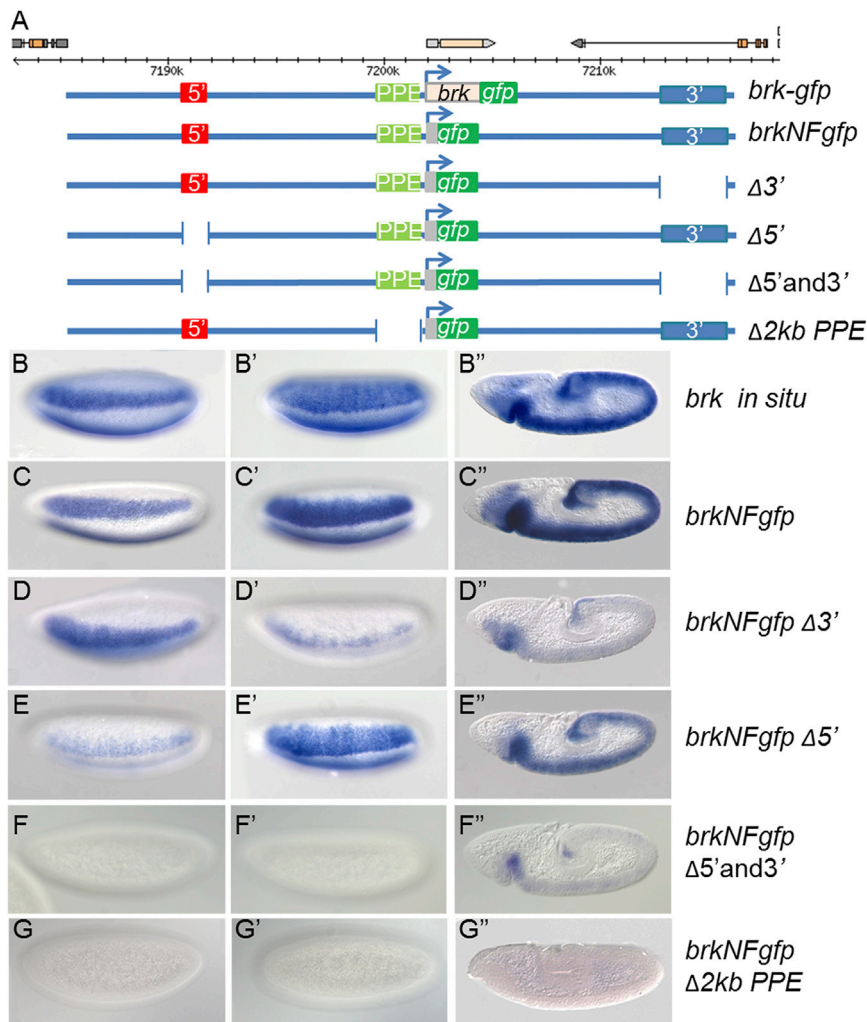 A
7190k 7200k 7210k
5' PPE brk gfp 3' brk-gfp
5' PPE gfp 3' brkNFgfp
5' PPE gfp Δ3'
PPE gfp 3' Δ5'
PPE gfp Δ5'and3'
5' gfp 3' Δ2kb PPE
B B' B" brk in situ
C C' C" brkNFgfp
D D' D" brkNFgfp Δ3'
E E' E" brkNFgfp Δ5'
F F' F" brkNFgfp
Δ5'and3'
G G' G" brkNFgfp
Δ2kb PPE